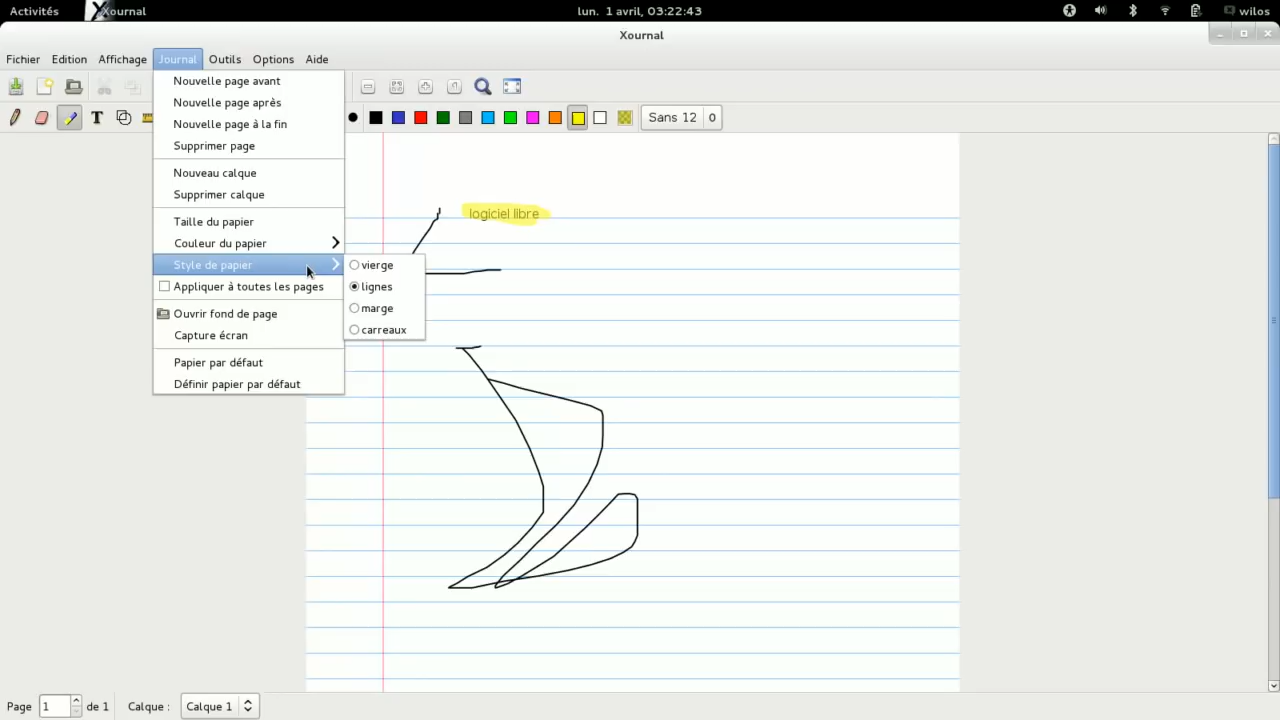 Activités
Xournal
lun. 1 avril, 03:22:43
wilos
Xournal
Fichier Edition Affichage Journal Outils Options Aide
Nouvelle page avant
Nouvelle page après
Nouvelle page à la fin
Supprimer page
Nouveau calque
Supprimer calque
Taille du papier
Couleur du papier
Style de papier
Appliquer à toutes les pages
Ouvrir fond de page
Capture écran
Papier par défaut
Définir papier par défaut
vierge
lignes
marge
carreaux
T
Sans 12 0
logiciel libre
Page 1 de 1 Calque : Calque 1